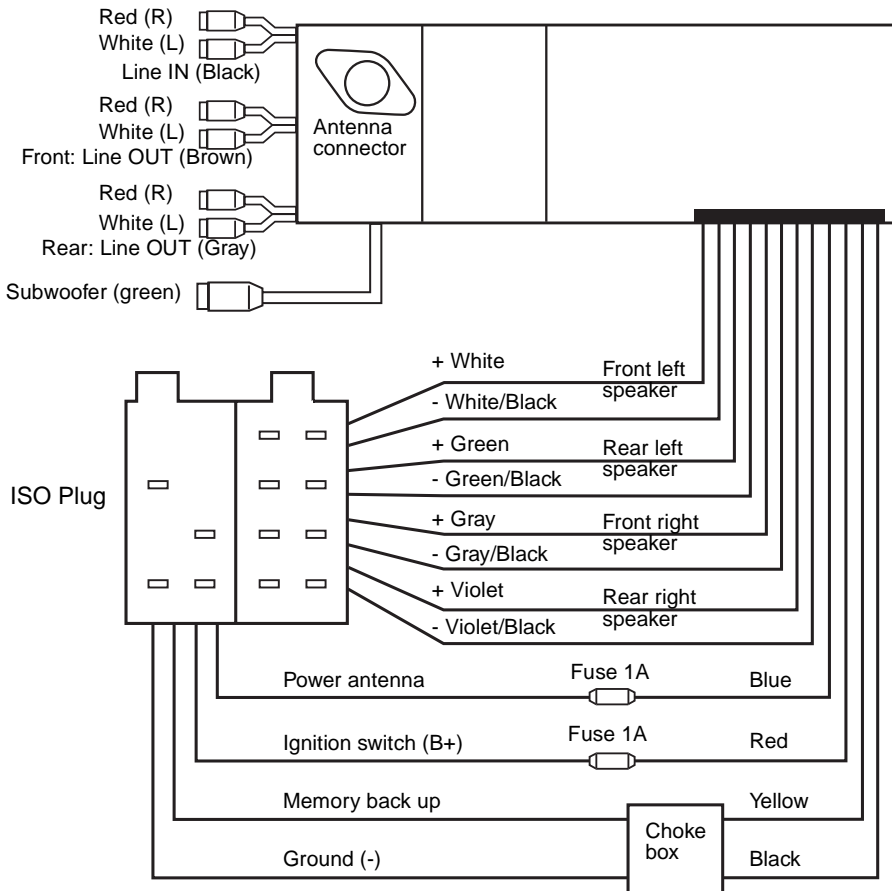 Red (R)
White (L)
Line IN (Black)
Red (R)
White (L)
Front: Line OUT (Brown)
Red (R)
White (L)
Rear: Line OUT (Gray)
Subwoofer (green)
Antenna
connector
ISO Plug
+ White
- White/Black
Front left
speaker
+ Green
- Green/Black
Rear left
speaker
+ Gray
- Gray/Black
Front right
speaker
+ Violet
- Violet/Black
Rear right
speaker
Power antenna
Fuse 1A
Blue
Ignition switch (B+)
Fuse 1A
Red
Memory back up
Yellow
Choke
box
Ground (-)
Black